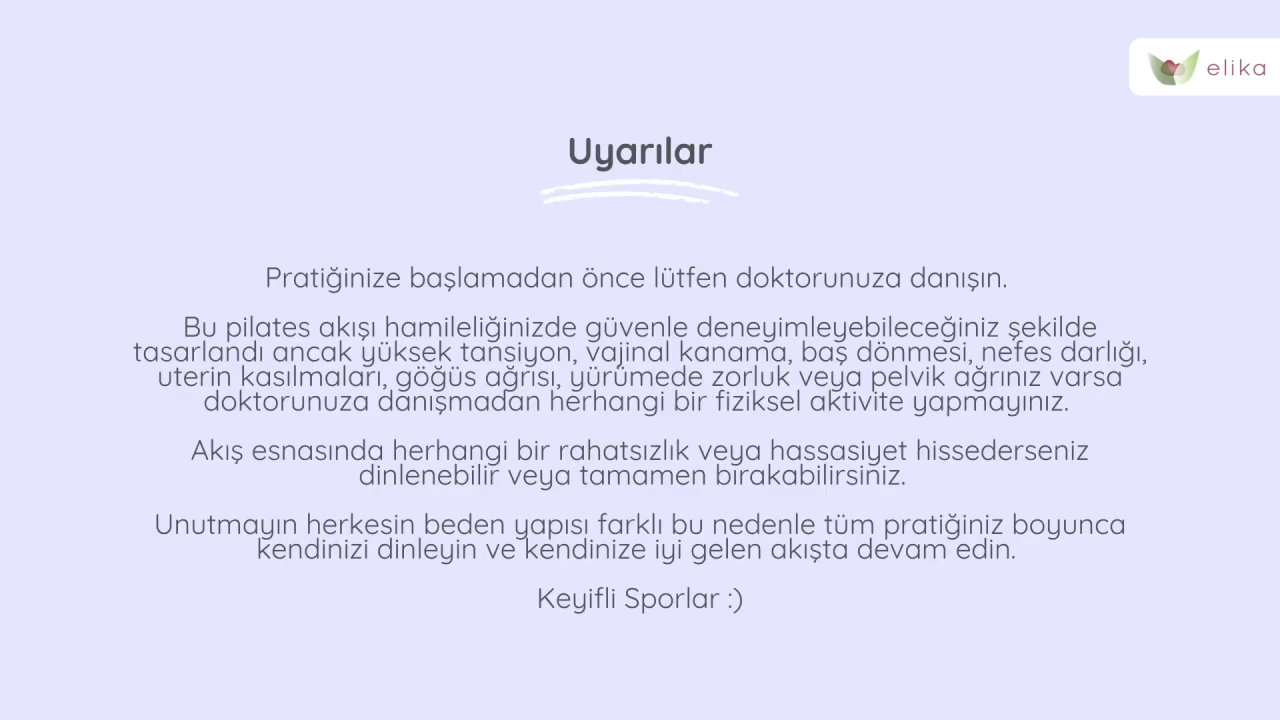 elika
Uyarılar
Pratiğinize başlamadan önce lütfen doktorunuza danışın.
Bu pilates akışı hamileliğinizde güvenle deneyimleyebileceğiniz şekilde
tasarlandı ancak yüksek tansiyon, vajinal kanama, baş dönmesi, nefes darlığı,
uterin kasılmaları, göğüs ağrısı, yürümede zorluk veya pelvik ağrınız varsa
doktorunuza danışmadan herhangi bir fiziksel aktivite yapmayınız.
Akış esnasında herhangi bir rahatsızlık veya hassasiyet hissederseniz
dinlenebilir veya tamamen bırakabilirsiniz.
Unutmayın herkesin beden yapısı farklı bu nedenle tüm pratiğiniz boyunca
kendinizi dinleyin ve kendinize iyi gelen akışta devam edin.
Keyifli Sporlar :)